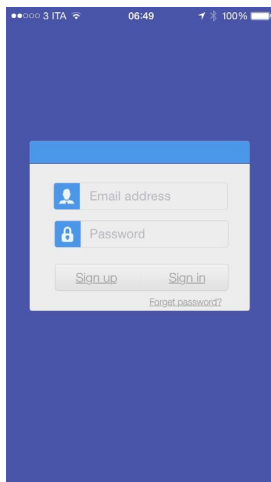 3 ITA 06:49 100%
Email address
Password
Sign up Sign in
Forget password?